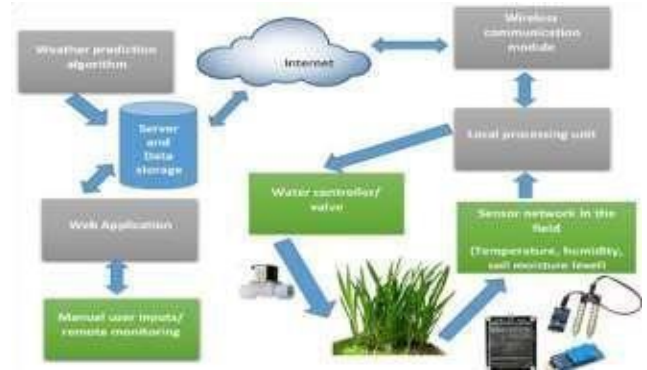 Weather prediction
algorithm
Internet
Wireless
communication
module
Server
and
Data
storage
Local processing unit
Water controller/
valve
Web Application
Sensor network in the
field
(Temperature, humidity,
soil moisture level)
Manual user inputs/
remote monitoring